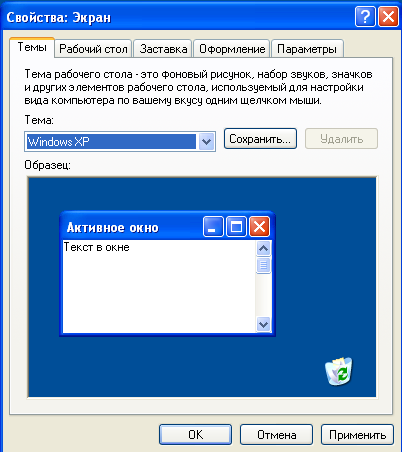 Свойства: Экран
Темы Рабочий стол Заставка Оформление Параметры
Тема рабочего стола - это фоновый рисунок, набор звуков, значков
и других элементов рабочего стола, используемый для настройки
вида компьютера по вашему вкусу одним щелчком мыши.
Тема:
Windows XP Сохранить... Удалить
Образец:
Активное окно
Текст в окне
OK Отмена Применить